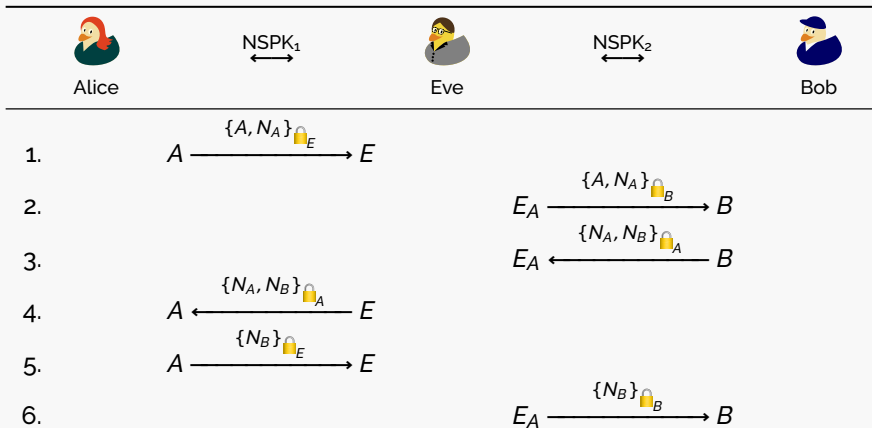 NSPK₁ NSPK₂
Alice Eve Bob
1. A {A, N_A}🔒_E E
2. E_A {A, N_A}🔒_B B
3. E_A {N_A, N_B}🔒_A B
4. A {N_A, N_B}🔒_A E
5. A {N_B}🔒_E E
6. E_A {N_B}🔒_B B